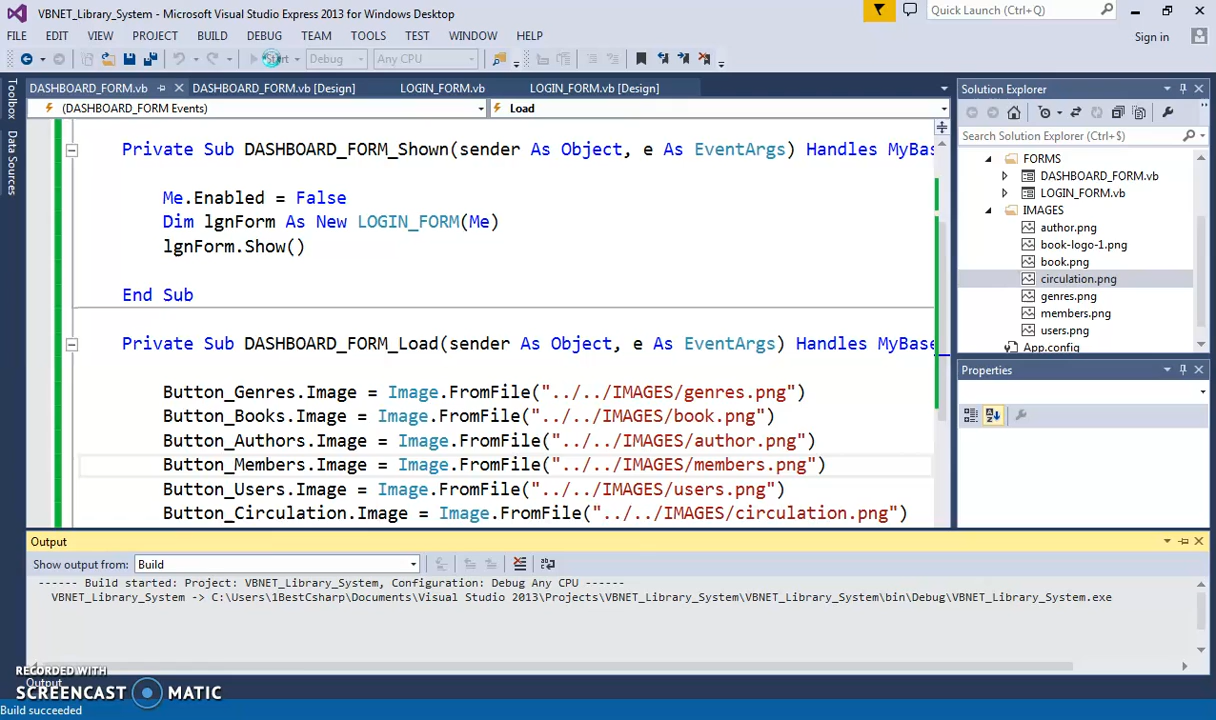 VBNET_Library_System - Microsoft Visual Studio Express 2013 for Windows Desktop
Quick Launch (Ctrl+Q)
FILE EDIT VIEW PROJECT BUILD DEBUG TEAM TOOLS TEST WINDOW HELP
Sign in
Start Debug Any CPU
Toolbox
Data Sources
DASHBOARD_FORM.vb DASHBOARD_FORM.vb [Design] LOGIN_FORM.vb LOGIN_FORM.vb [Design]
(DASHBOARD_FORM Events) Load
Private Sub DASHBOARD_FORM_Shown(sender As Object, e As EventArgs) Handles MyBase
Me.Enabled = False
Dim lgnForm As New LOGIN_FORM(Me)
lgnForm.Show()
End Sub
Private Sub DASHBOARD_FORM_Load(sender As Object, e As EventArgs) Handles MyBase
Button_Genres.Image = Image.FromFile("../../IMAGES/genres.png")
Button_Books.Image = Image.FromFile("../../IMAGES/book.png")
Button_Authors.Image = Image.FromFile("../../IMAGES/author.png")
Button_Members.Image = Image.FromFile("../../IMAGES/members.png")
Button_Users.Image = Image.FromFile("../../IMAGES/users.png")
Button_Circulation.Image = Image.FromFile("../../IMAGES/circulation.png")
Solution Explorer
Search Solution Explorer (Ctrl+$)
FORMS
DASHBOARD_FORM.vb
LOGIN_FORM.vb
IMAGES
author.png
book-logo-1.png
book.png
circulation.png
genres.png
members.png
users.png
App.config
Properties
Output
Show output from: Build
------ Build started: Project: VBNET_Library_System, Configuration: Debug Any CPU ------
VBNET_Library_System -> C:\Users\1BestCsharp\Documents\Visual Studio 2013\Projects\VBNET_Library_System\VBNET_Library_System\bin\Debug\VBNET_Library_System.exe
RECORDED WITH
Output
SCREENCAST MATIC
Build succeeded